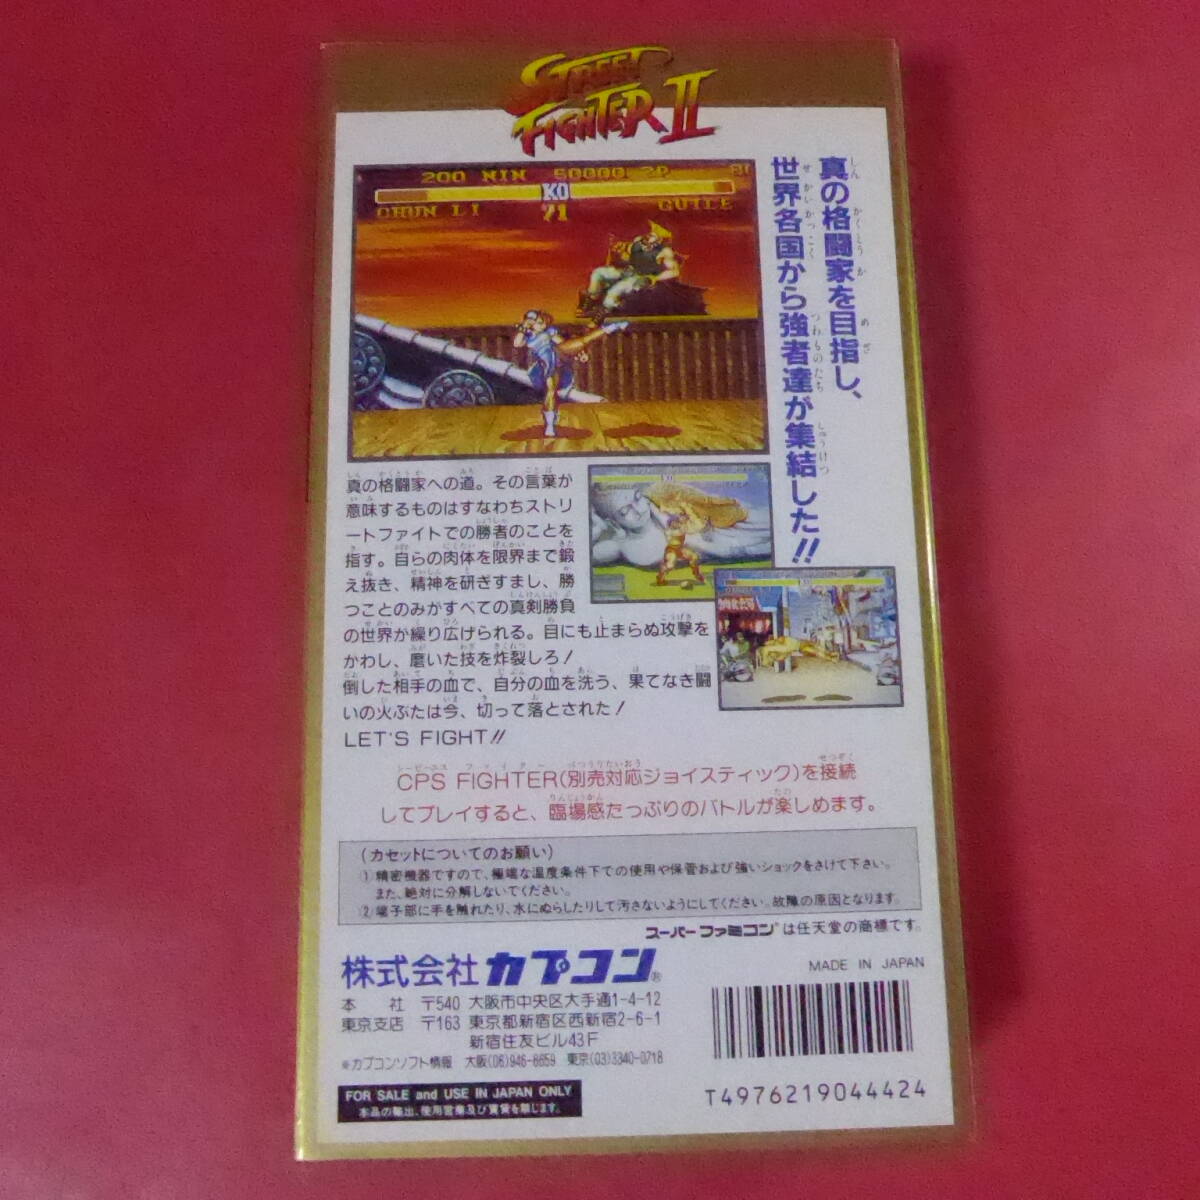 STREET
FIGHTER II
真の格闘家を目指し、
世界各国から強者達が集結した!!
200 NIN 50000 2P
KO
CHUN LI 71 GUILE
真の格闘家への道。その言葉が
意味するものはすなわちストリ
ートファイトでの勝者のことを
指す。自らの肉体を限界まで鍛
え抜き、精神を研ぎすまし、勝
つことのみがすべての真剣勝負
の世界が繰り広げられる。目にも止まらぬ攻撃を
かわし、磨いた技を炸裂しろ!
倒した相手の血で、自分の血を洗う、果てなき闘
いの火ぶたは今、切って落とされた!
LET'S FIGHT!!
CPS FIGHTER(別売対応ジョイスティック)を接続
してプレイすると、臨場感たっぷりのバトルが楽しめます。
(カセットについてのお願い)
①精密機器ですので、極端な温度条件下での使用や保管および強いショックをさけて下さい。
また、絶対に分解しないでください。
②端子部に手を触れたり、水にぬらしたりして汚さないようにしてください。故障の原因となります。
スーパーファミコンは任天堂の商標です。
株式会社カプコン®
MADE IN JAPAN
本 社 〒540 大阪市中央区大手通1-4-12
東京支店 〒163 東京都新宿区西新宿2-6-1
新宿住友ビル43F
※カプコンソフト情報 大阪(06)946-6659 東京(03)3340-0718
FOR SALE and USE IN JAPAN ONLY
本品の輸出、使用営業及び賃貸を禁じます。
T4976219044424